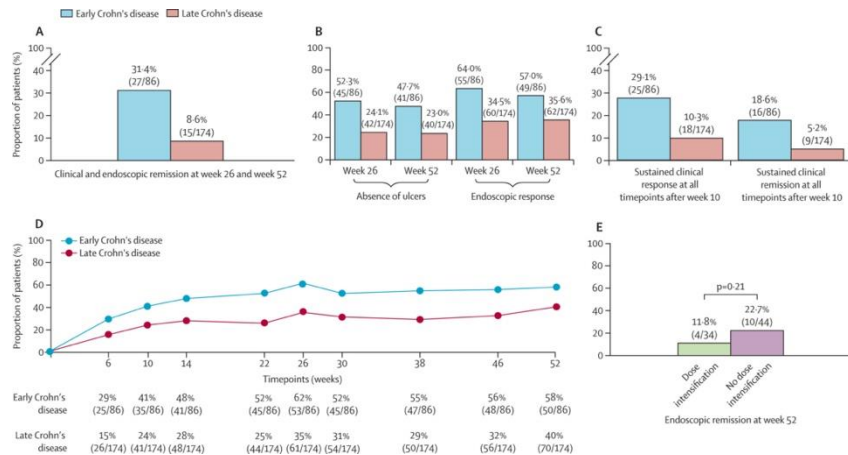 Early Crohn's disease
Late Crohn's disease
A
Proportion of patients (%)
100
40
30
20
10
0
31·4%
(27/86)
8·6%
(15/174)
Clinical and endoscopic remission at week 26 and week 52
B
100
80
60
40
20
0
52·3%
(45/86)
24·1%
(42/174)
47·7%
(41/86)
23·0%
(40/174)
64·0%
(55/86)
34·5%
(60/174)
57·0%
(49/86)
35·6%
(62/174)
Week 26
Week 52
Week 26
Week 52
Absence of ulcers
Endoscopic response
C
100
40
30
20
10
0
29·1%
(25/86)
10·3%
(18/174)
18·6%
(16/86)
5·2%
(9/174)
Sustained clinical
response at all
timepoints after week 10
Sustained clinical
remission at all
timepoints after week 10
D
Early Crohn's disease
Late Crohn's disease
Proportion of patients (%)
100
80
60
40
20
0
6 10 14 22 26 30 38 46 52
Timepoints (weeks)
Early Crohn's 29% 41% 48% 52% 62% 52% 55% 56% 58%
disease (25/86) (35/86) (41/86) (45/86) (53/86) (45/86) (47/86) (48/86) (50/86)
Late Crohn's 15% 24% 28% 25% 35% 31% 29% 32% 40%
disease (26/174) (41/174) (48/174) (44/174) (61/174) (54/174) (50/174) (56/174) (70/174)
E
100
80
60
40
20
0
p=0·21
11·8%
(4/34)
22·7%
(10/44)
Dose
intensification
No dose
intensification
Endoscopic remission at week 52